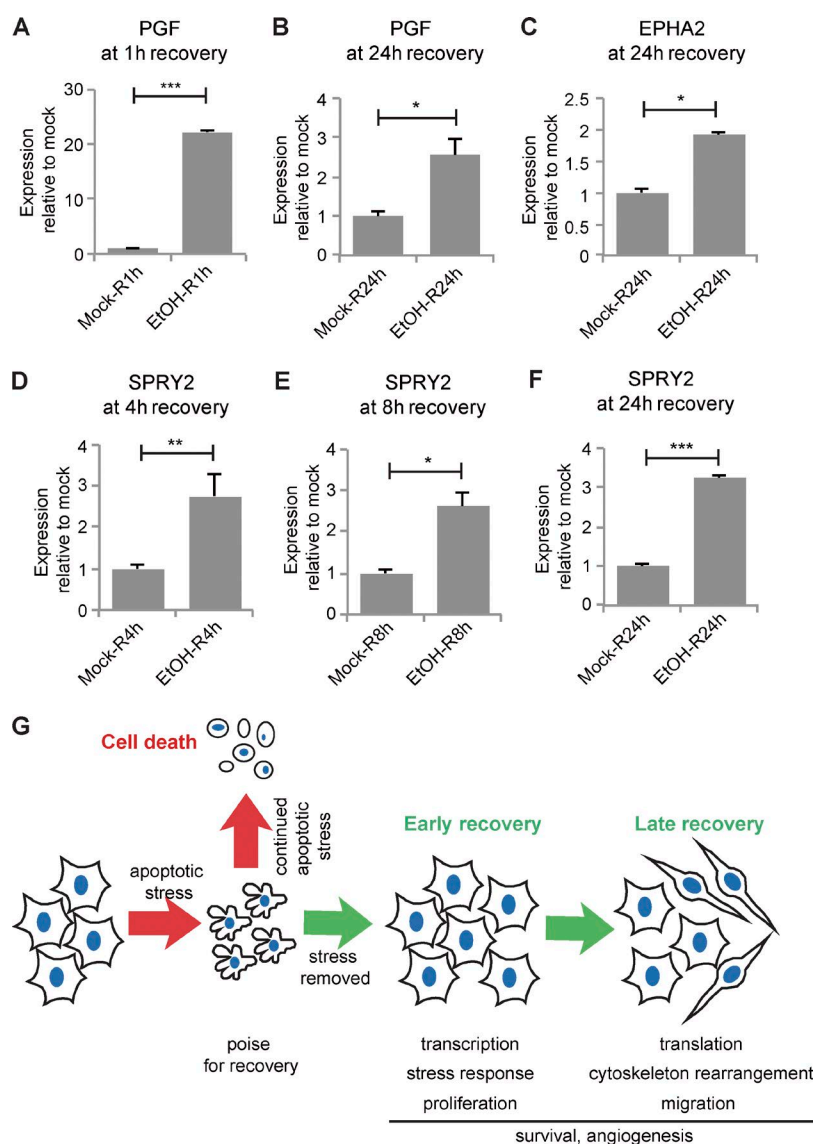 A
PGF
at 1h recovery
***
Expression
relative to mock
30
20
10
0
Mock-R1h
EtOH-R1h
B
PGF
at 24h recovery
*
Expression
relative to mock
4
3
2
1
0
Mock-R24h
EtOH-R24h
C
EPHA2
at 24h recovery
*
Expression
relative to mock
2.5
2
1.5
1
0.5
0
Mock-R24h
EtOH-R24h
D
SPRY2
at 4h recovery
**
Expression
relative to mock
4
3
2
1
0
Mock-R4h
EtOH-R4h
E
SPRY2
at 8h recovery
*
Expression
relative to mock
4
3
2
1
0
Mock-R8h
EtOH-R8h
F
SPRY2
at 24h recovery
***
Expression
relative to mock
4
3
2
1
0
Mock-R24h
EtOH-R24h
G
Cell death
continued
apoptotic
stress
apoptotic
stress
stress
removed
Early recovery
Late recovery
poise
for recovery
transcription
stress response
proliferation
translation
cytoskeleton rearrangement
migration
survival, angiogenesis